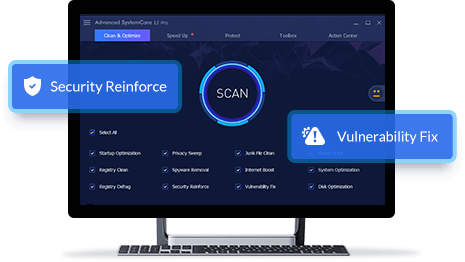 Advanced SystemCare 12 PRO
Clean & Optimize
Speed Up
Protect
Toolbox
Action Center
Security Reinforce
SCAN
Vulnerability Fix
Select All
Startup Optimization
Privacy Sweep
Junk File Clean
Registry Clean
Spyware Removal
Internet Boost
System Optimization
Registry Defrag
Security Reinforce
Vulnerability Fix
Disk Optimization